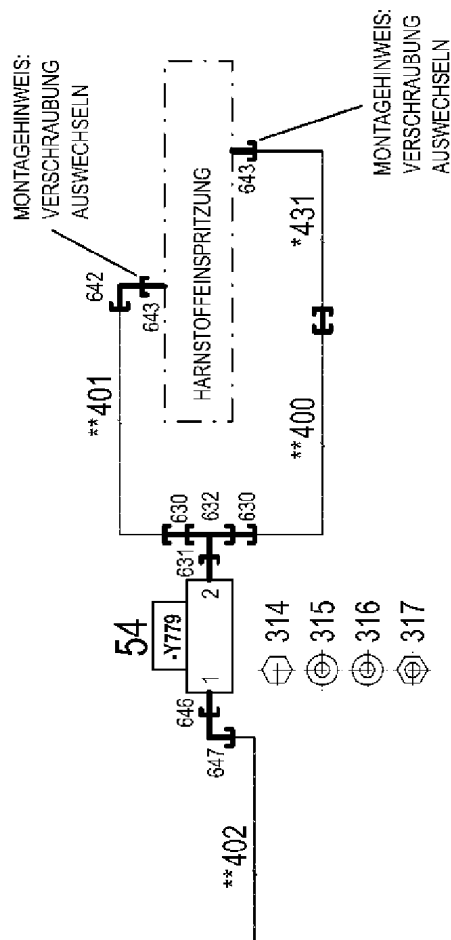 MONTAGEHINWEIS:
VERSCHRAUBUNG
AUSWECHSELN
MONTAGEHINWEIS:
VERSCHRAUBUNG
AUSWECHSELN
642
643
643
HARNSTOFFEINSPRITZUNG
**401
*431
**400
630
632
630
631
54
-Y779
1
2
646
647
314
315
316
317
**402